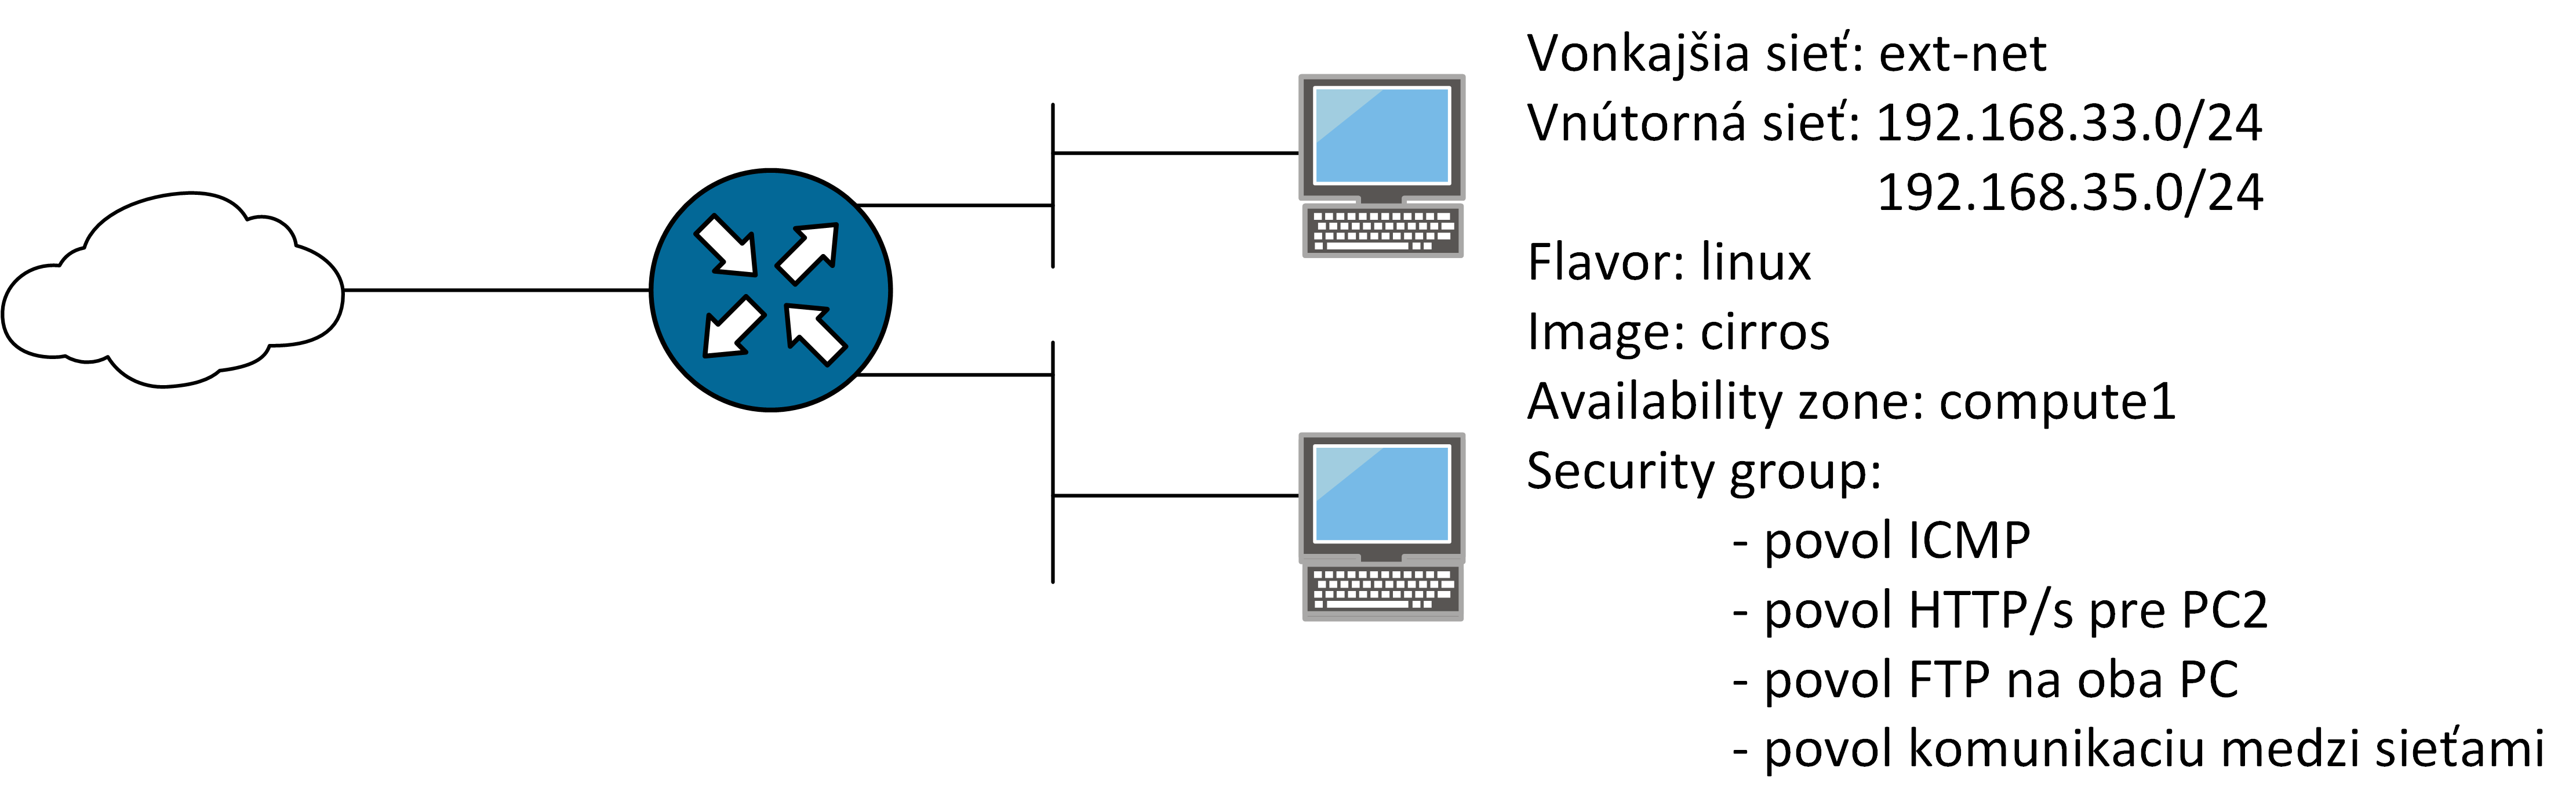 Vonkajšia sieť: ext-net
Vnútorná sieť: 192.168.33.0/24
192.168.35.0/24
Flavor: linux
Image: cirros
Availability zone: compute1
Security group:
- povol ICMP
- povol HTTP/s pre PC2
- povol FTP na oba PC
- povol komunikaciu medzi sieťami